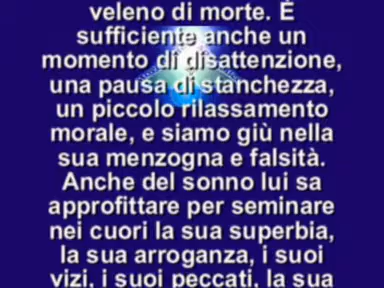 veleno di morte. È
sufficiente anche un
momento di disattenzione,
una pausa di stanchezza,
un piccolo rilassamento
morale, e siamo giù nella
sua menzogna e falsità.
Anche del sonno lui sa
approfittare per seminare
nei cuori la sua superbia,
la sua arroganza, i suoi
vizi, i suoi peccati, la sua